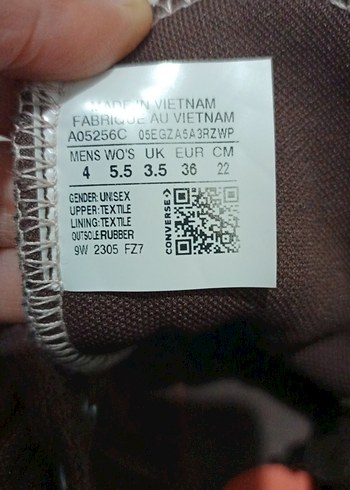 MADE IN VIETNAM
FABRIQUÉ AU VIETNAM
A05256C 05EGZA5A3RZWP
MENS WO'S UK EUR CM
4 5.5 3.5 36 22
GENDER: UNISEX
UPPER: TEXTILE
LINING: TEXTILE
OUTSOLE: RUBBER
9W 2305 FZ7
CONVERSE